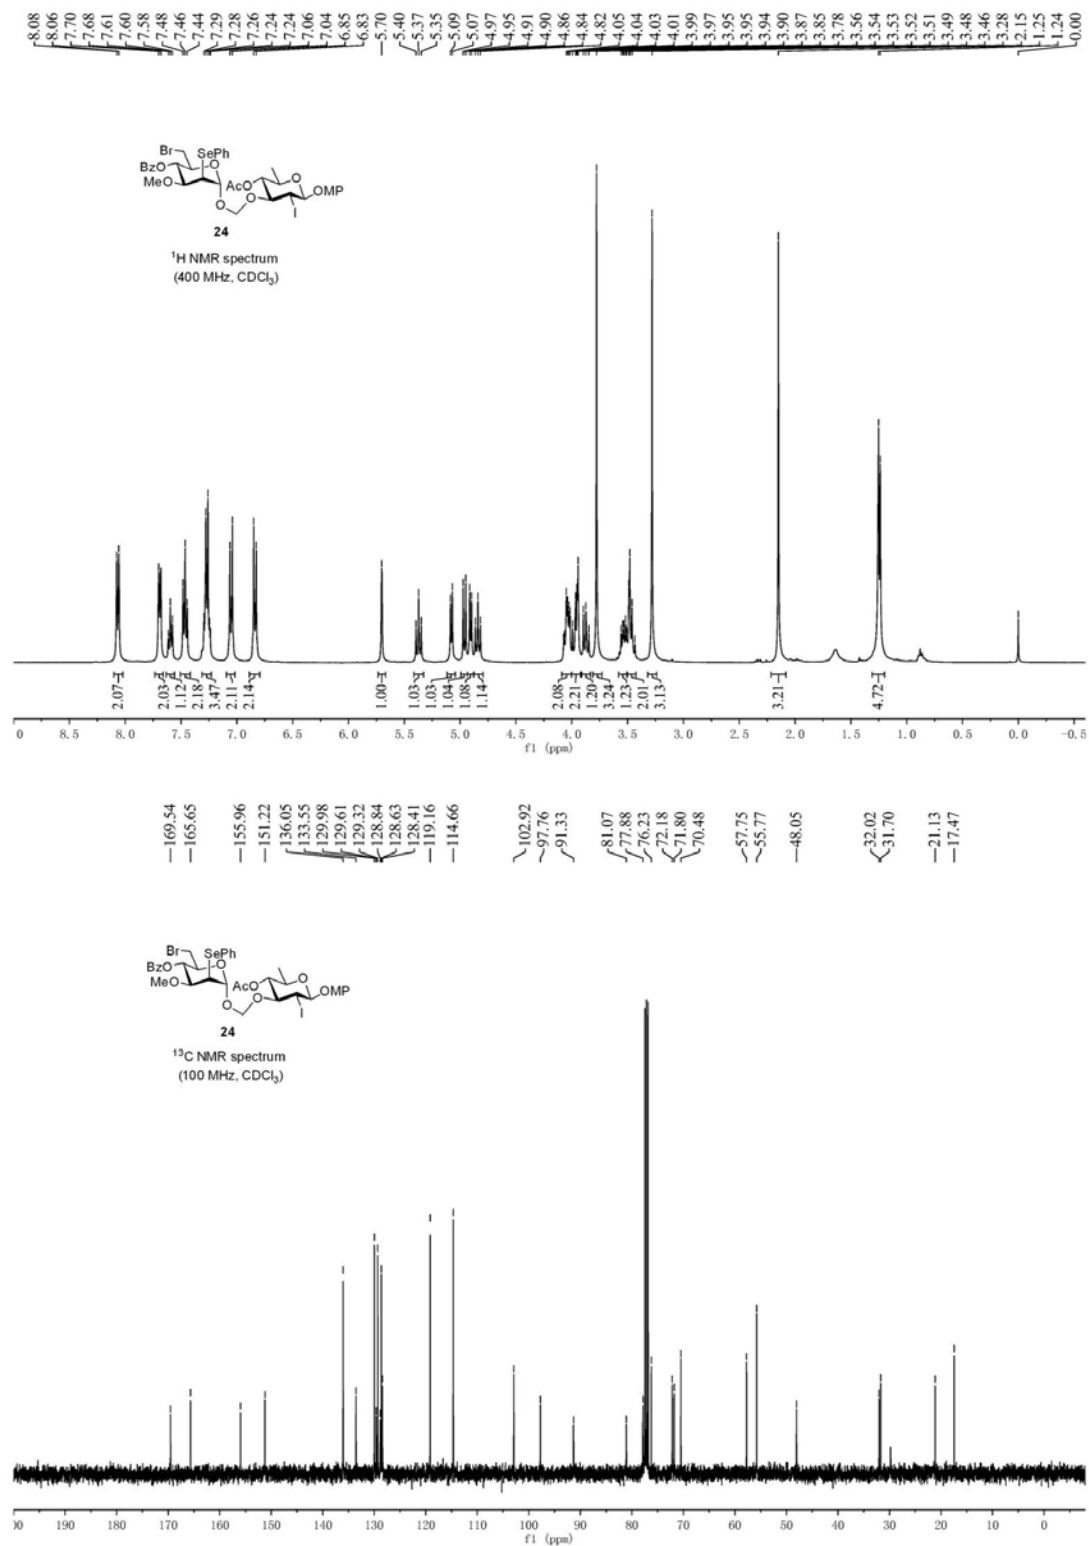 8.08 8.06 7.70 7.68 7.61 7.60 7.58 7.48 7.46 7.44 7.29 7.28 7.26 7.24 7.24 7.06 7.04 6.85 6.83 5.70 5.40 5.37 5.35 5.09 5.07 4.97 4.95 4.91 4.90 4.86 4.84 4.82 4.05 4.04 4.03 4.01 3.99 3.97 3.95 3.95 3.94 3.90 3.87 3.85 3.78 3.56 3.54 3.53 3.52 3.51 3.49 3.48 3.46 3.28 2.15 1.25 1.24 0.00
Br SePh
BzO O AcO O
MeO OMP
O O I
24
¹H NMR spectrum
(400 MHz, CDCl₃)
2.07 2.03 1.12 2.18 3.47 2.11 2.14 1.00 1.03 1.03 1.04 1.08 1.14 2.08 2.21 1.20 3.24 1.23 2.01 3.13 3.21 4.72
0 8.5 8.0 7.5 7.0 6.5 6.0 5.5 5.0 4.5 4.0 3.5 3.0 2.5 2.0 1.5 1.0 0.5 0.0 -0.5
f1 (ppm)
169.54 165.65 155.96 151.22 136.05 133.55 129.98 129.61 129.32 128.84 128.63 128.41 119.16 114.66 102.92 97.76 91.33 81.07 77.88 76.23 72.18 71.80 70.48 57.75 55.77 48.05 32.02 31.70 21.13 17.47
Br SePh
BzO O AcO O
MeO OMP
O O I
24
¹³C NMR spectrum
(100 MHz, CDCl₃)
00 190 180 170 160 150 140 130 120 110 100 90 80 70 60 50 40 30 20 10 0
f1 (ppm)